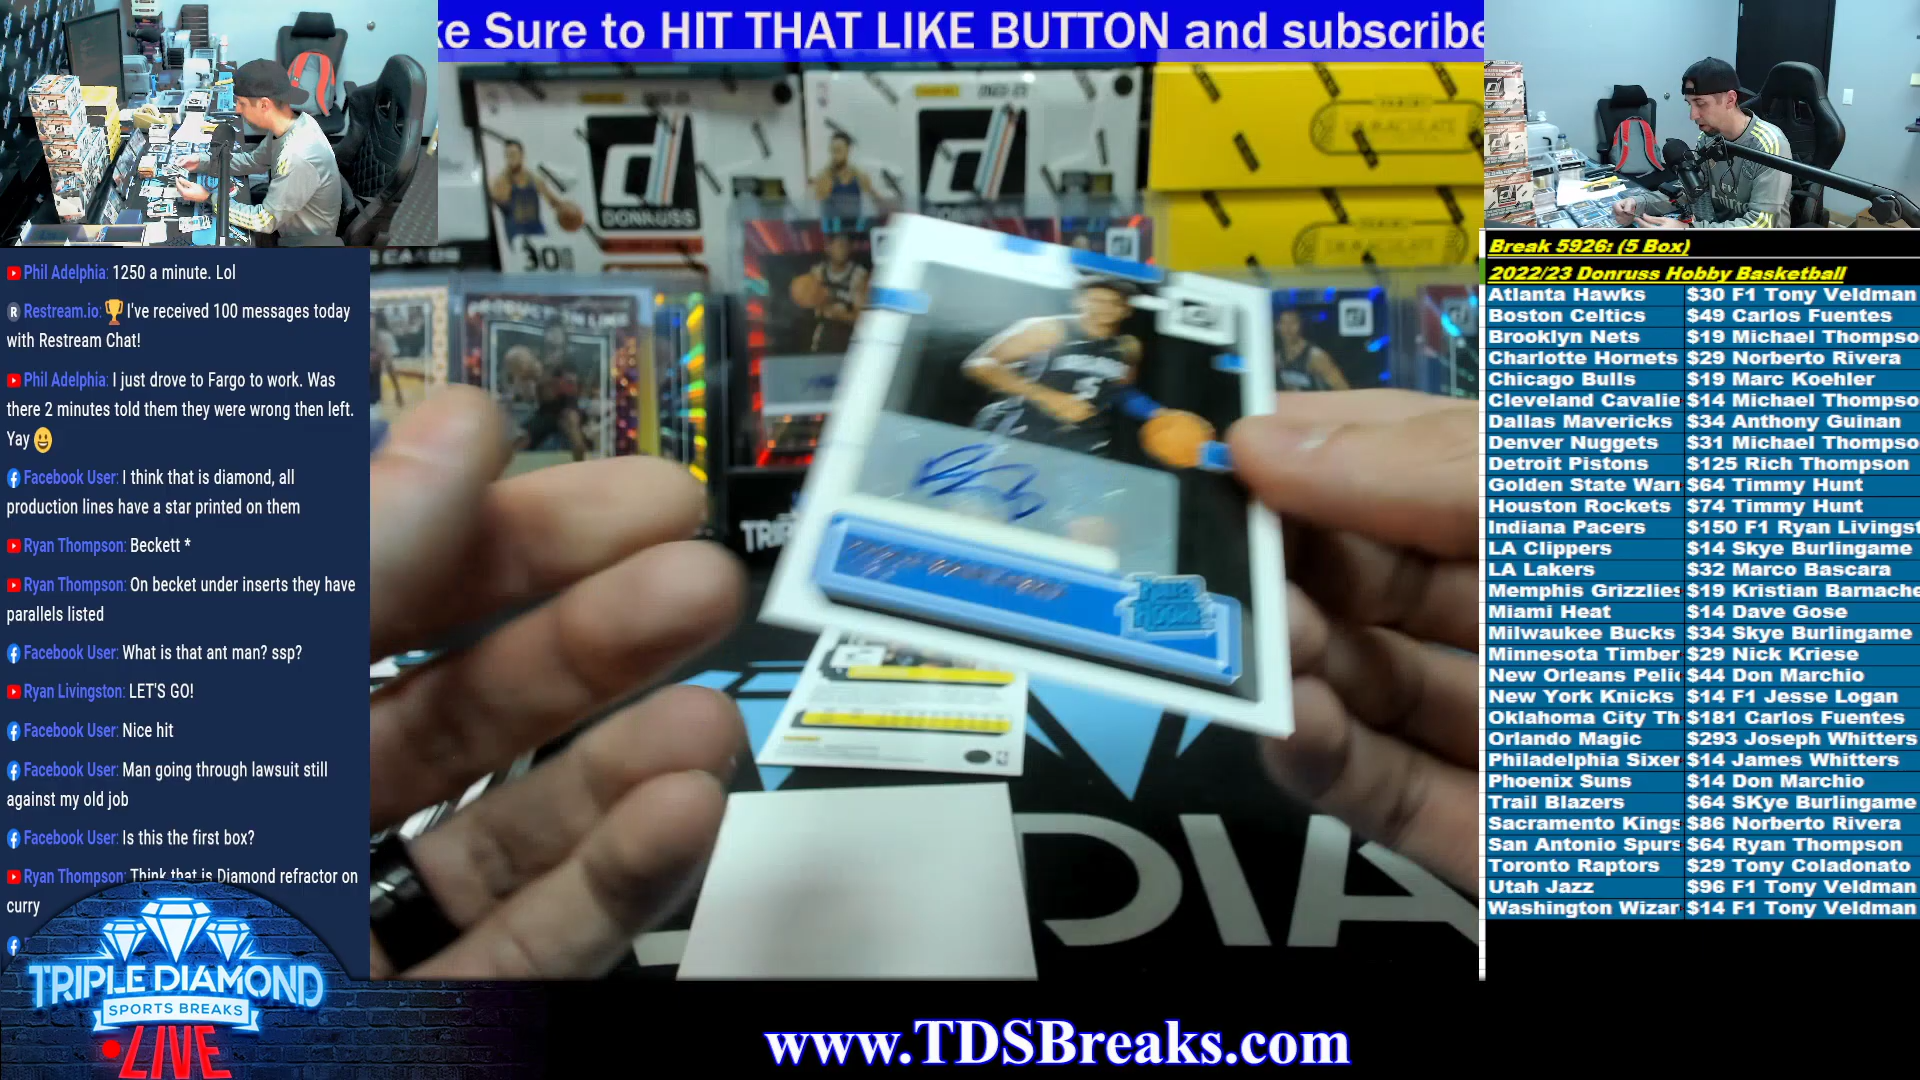 ke Sure to HIT THAT LIKE BUTTON and subscribe
Phil Adelphia: 1250 a minute. Lol
Restream.io: 🏆 I've received 100 messages today
with Restream Chat!
Phil Adelphia: I just drove to Fargo to work. Was
there 2 minutes told them they were wrong then left.
Yay 😀
Facebook User: I think that is diamond, all
production lines have a star printed on them
Ryan Thompson: Beckett *
Ryan Thompson: On becket under inserts they have
parallels listed
Facebook User: What is that ant man? ssp?
Ryan Livingston: LET'S GO!
Facebook User: Nice hit
Facebook User: Man going through lawsuit still
against my old job
Facebook User: Is this the first box?
Ryan Thompson: Think that is Diamond refractor on
curry
TRIPLE DIAMOND
SPORTS BREAKS
LIVE
DONRUSS
30
PRODUCTION LINE
IMMACULATE
Rated
Rookie
DIA
www.TDSBreaks.com
Break 5926: (5 Box)
2022/23 Donruss Hobby Basketball
Atlanta Hawks $30 F1 Tony Veldman
Boston Celtics $49 Carlos Fuentes
Brooklyn Nets $19 Michael Thompso
Charlotte Hornets $29 Norberto Rivera
Chicago Bulls $19 Marc Koehler
Cleveland Cavalie $14 Michael Thompso
Dallas Mavericks $34 Anthony Guinan
Denver Nuggets $31 Michael Thompso
Detroit Pistons $125 Rich Thompson
Golden State Warr $64 Timmy Hunt
Houston Rockets $74 Timmy Hunt
Indiana Pacers $150 F1 Ryan Livingst
LA Clippers $14 Skye Burlingame
LA Lakers $32 Marco Bascara
Memphis Grizzlies $19 Kristian Barnache
Miami Heat $14 Dave Gose
Milwaukee Bucks $34 Skye Burlingame
Minnesota Timber $29 Nick Kriese
New Orleans Pelic $44 Don Marchio
New York Knicks $14 F1 Jesse Logan
Oklahoma City Th $181 Carlos Fuentes
Orlando Magic $293 Joseph Whitters
Philadelphia Sixer $14 James Whitters
Phoenix Suns $14 Don Marchio
Trail Blazers $64 SKye Burlingame
Sacramento Kings $86 Norberto Rivera
San Antonio Spurs $64 Ryan Thompson
Toronto Raptors $29 Tony Coladonato
Utah Jazz $96 F1 Tony Veldman
Washington Wizar $14 F1 Tony Veldman